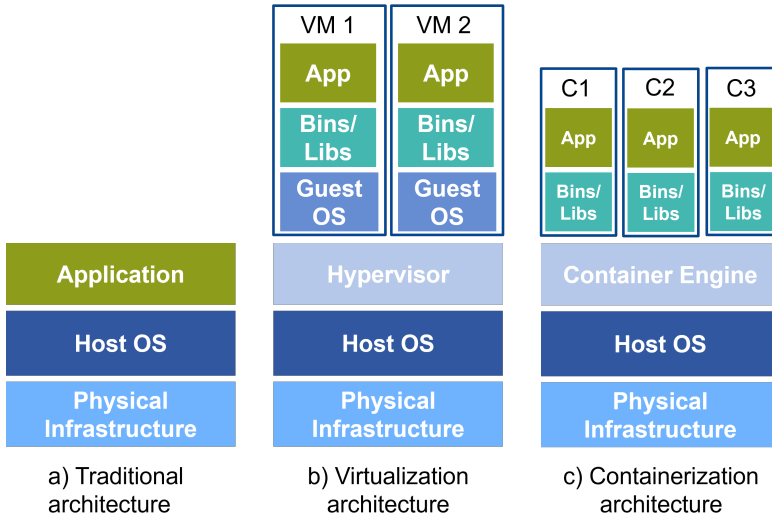 Application
Host OS
Physical
Infrastructure
a) Traditional
architecture
VM 1
App
Bins/
Libs
Guest
OS
VM 2
App
Bins/
Libs
Guest
OS
Hypervisor
Host OS
Physical
Infrastructure
b) Virtualization
architecture
C1
App
Bins/
Libs
C2
App
Bins/
Libs
C3
App
Bins/
Libs
Container Engine
Host OS
Physical
Infrastructure
c) Containerization
architecture